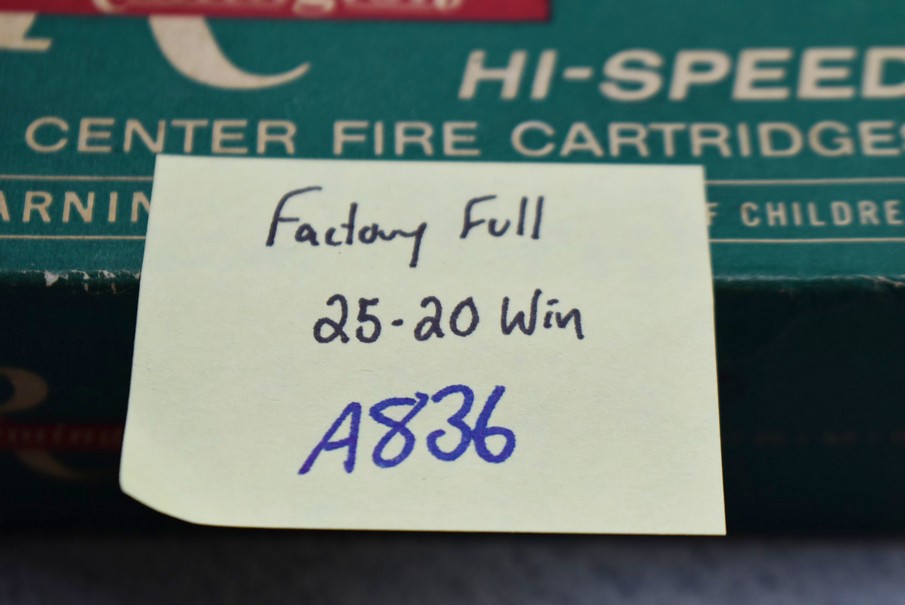 HI-SPEED
CENTER FIRE CARTRIDGES
ARNIN F CHILDRE
Factory Full
25-20 Win
A836